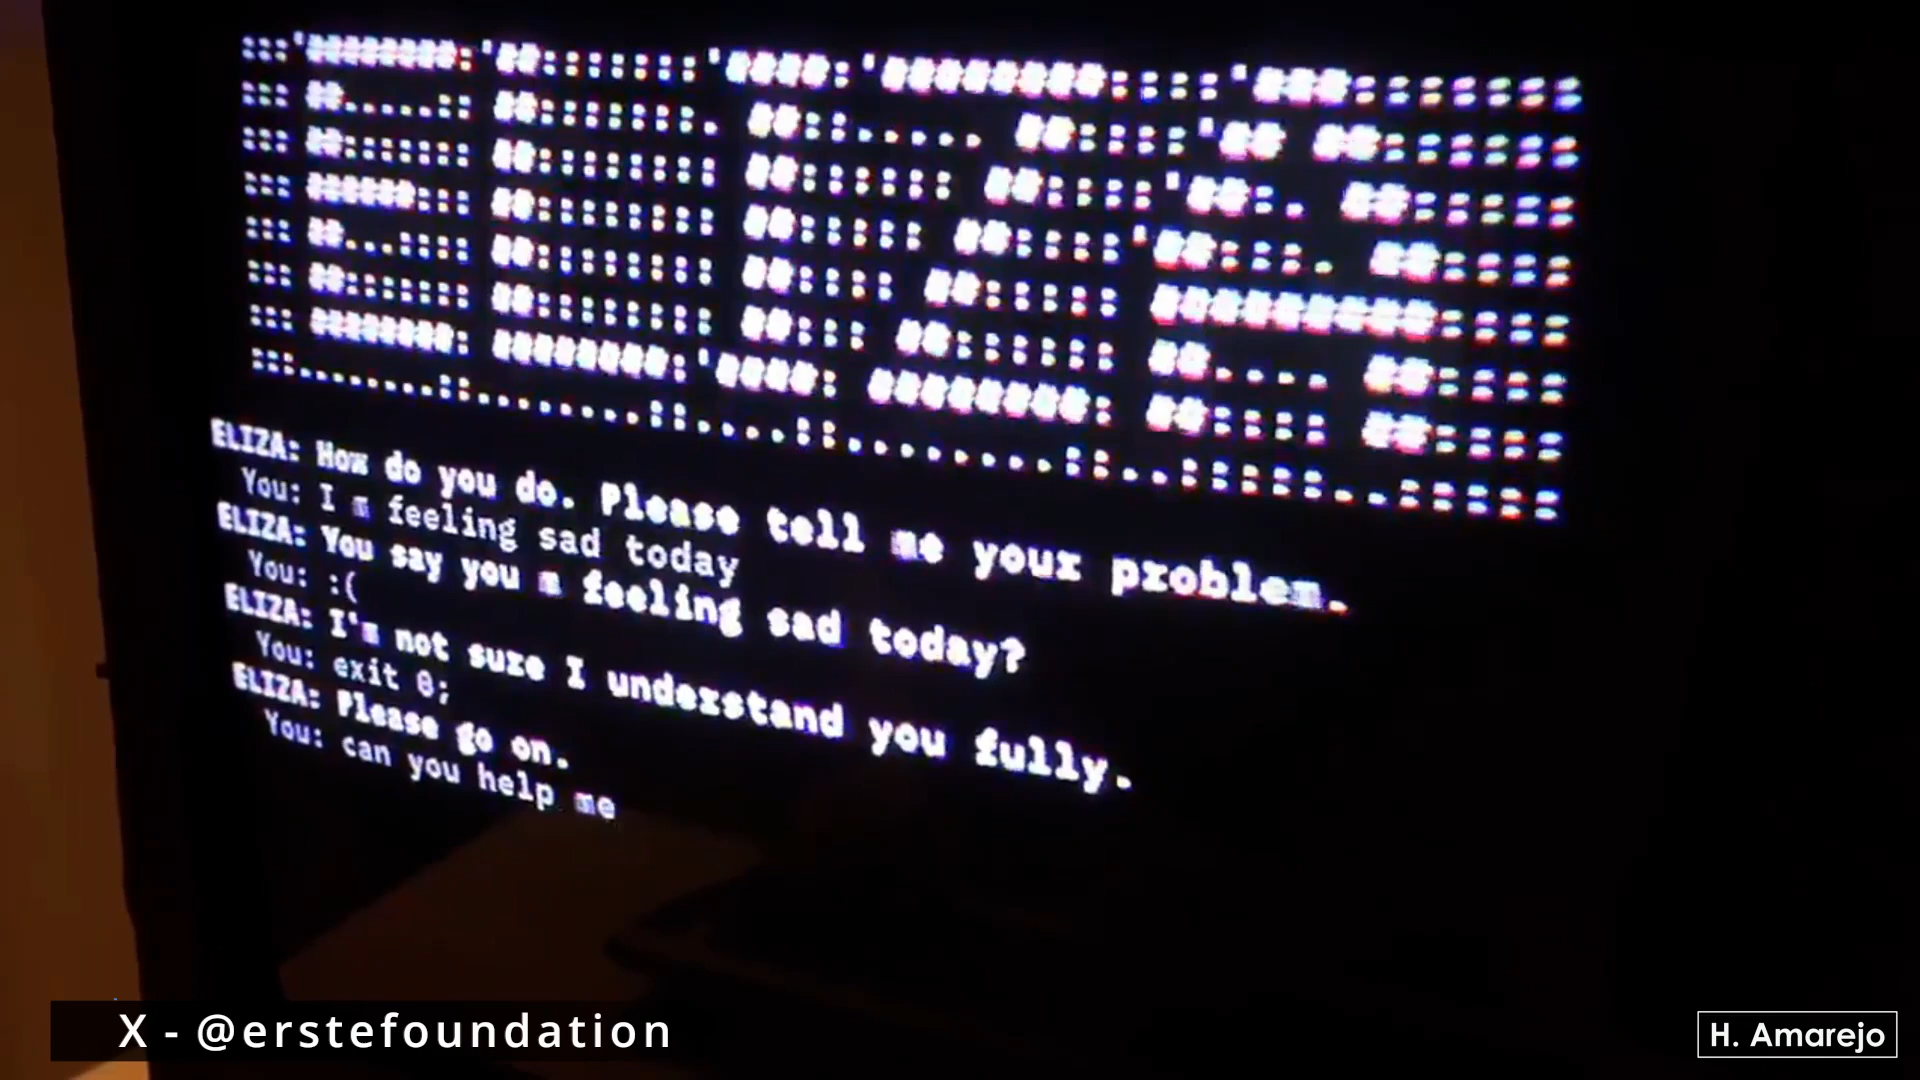 ELIZA: How do you do. Please tell me your problem.
You: I m feeling sad today
ELIZA: You say you m feeling sad today?
You: :(
ELIZA: I'm not sure I understand you fully.
You: exit 0;
ELIZA: Please go on.
You: can you help me
X - @erstefoundation
H. Amarejo